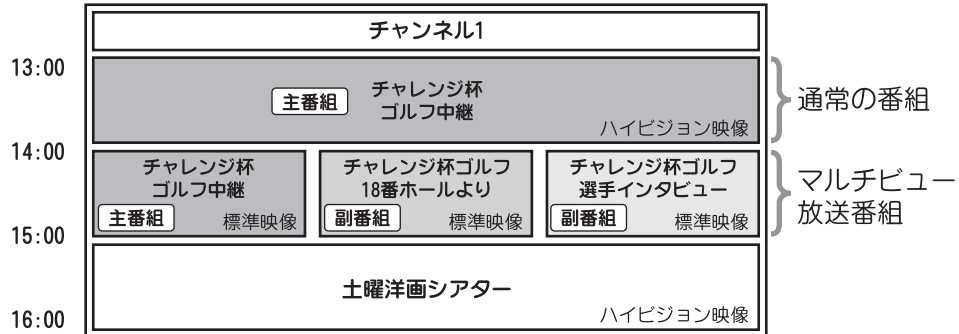 チャンネル1
13:00
主番組
チャレンジ杯
ゴルフ中継
ハイビジョン映像
通常の番組
14:00
チャレンジ杯
ゴルフ中継
主番組
標準映像
チャレンジ杯ゴルフ
18番ホールより
副番組
標準映像
チャレンジ杯ゴルフ
選手インタビュー
副番組
標準映像
マルチビュー
放送番組
15:00
土曜洋画シアター
ハイビジョン映像
16:00